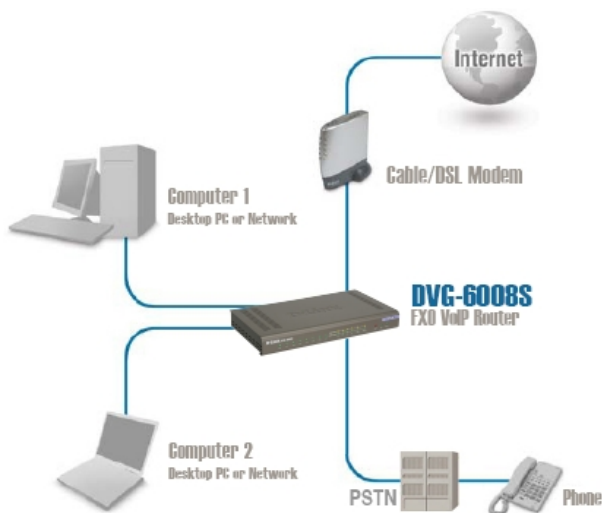 Internet
Cable/DSL Modem
Computer 1
Desktop PC or Network
DVG-6008S
FXO VoIP Router
Computer 2
Desktop PC or Network
PSTN
Phone